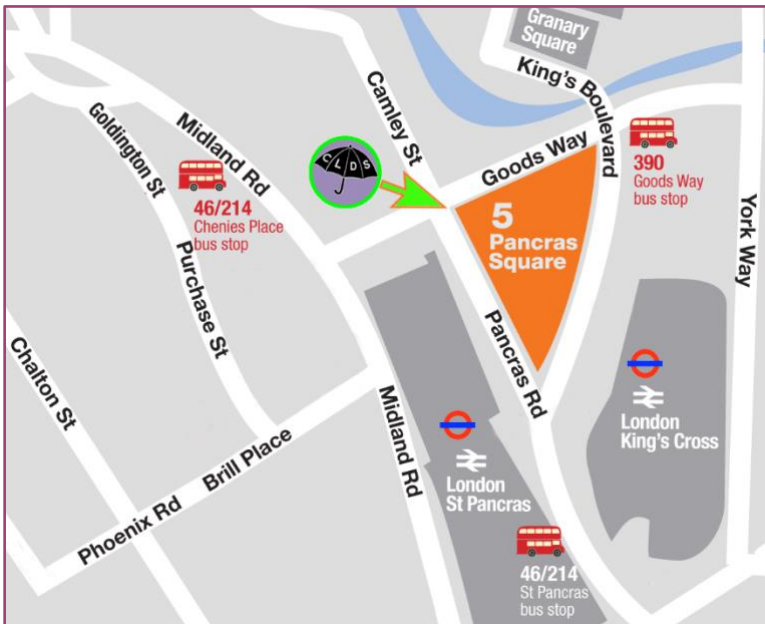 Granary
Square
King's Boulevard
Camley St
Goods Way
Goldington St
Midland Rd
C L D S
46/214
Chenies Place
bus stop
390
Goods Way
bus stop
5
Pancras
Square
York Way
Purchase St
Chalton St
Pancras Rd
Midland Rd
London
King's Cross
Brill Place
Phoenix Rd
London
St Pancras
46/214
St Pancras
bus stop